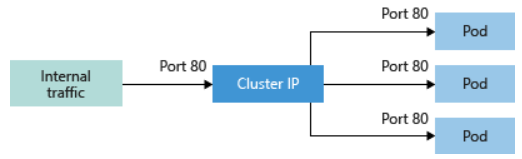 Port 80
Pod
Internal
traffic
Port 80
Cluster IP
Port 80
Pod
Port 80
Pod